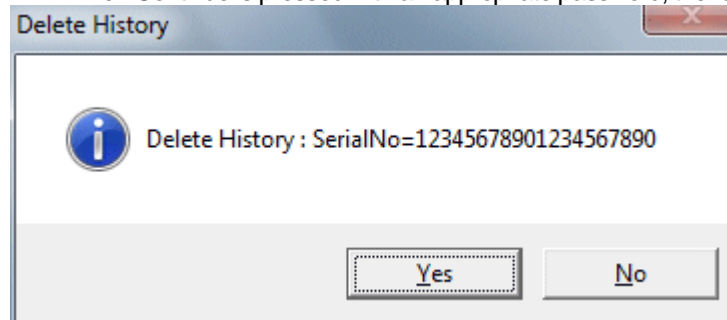 Delete History
Delete History : SerialNo=12345678901234567890
Yes
No